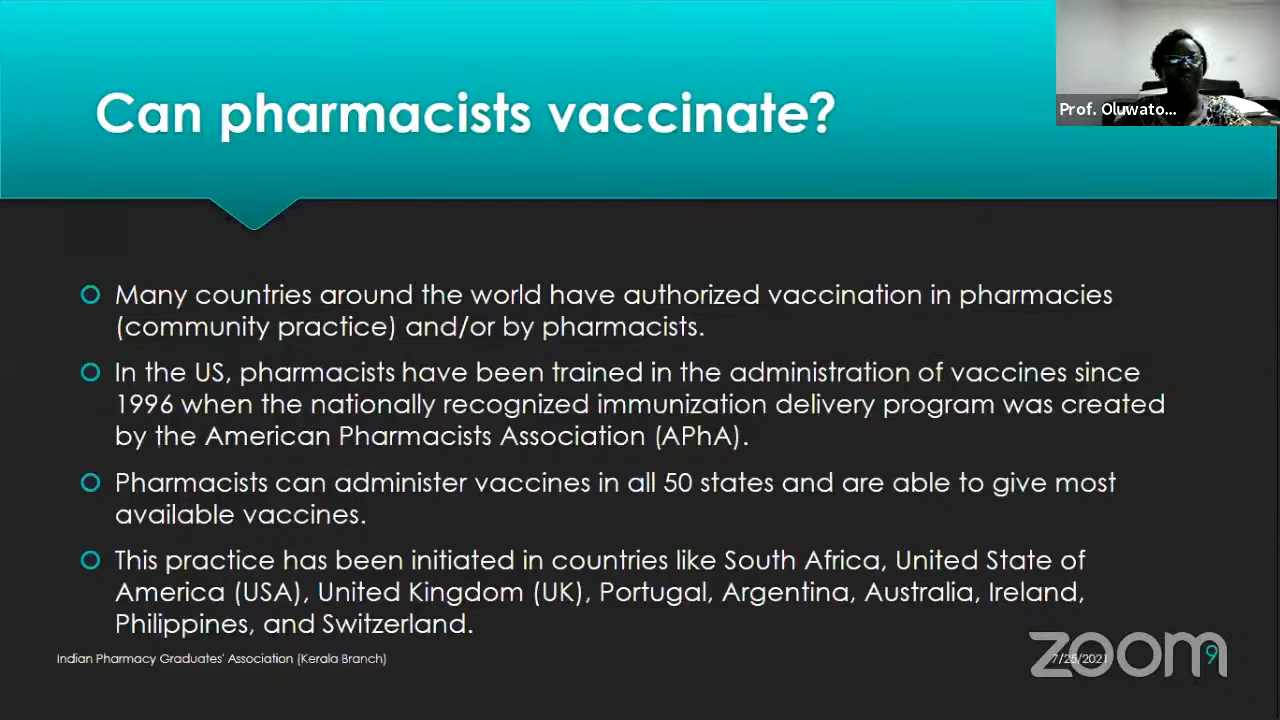 Can pharmacists vaccinate?
Prof. Oluwato...
Many countries around the world have authorized vaccination in pharmacies
(community practice) and/or by pharmacists.
In the US, pharmacists have been trained in the administration of vaccines since
1996 when the nationally recognized immunization delivery program was created
by the American Pharmacists Association (APhA).
Pharmacists can administer vaccines in all 50 states and are able to give most
available vaccines.
This practice has been initiated in countries like South Africa, United State of
America (USA), United Kingdom (UK), Portugal, Argentina, Australia, Ireland,
Philippines, and Switzerland.
Indian Pharmacy Graduates' Association (Kerala Branch)
7/25/2021
9
zoom